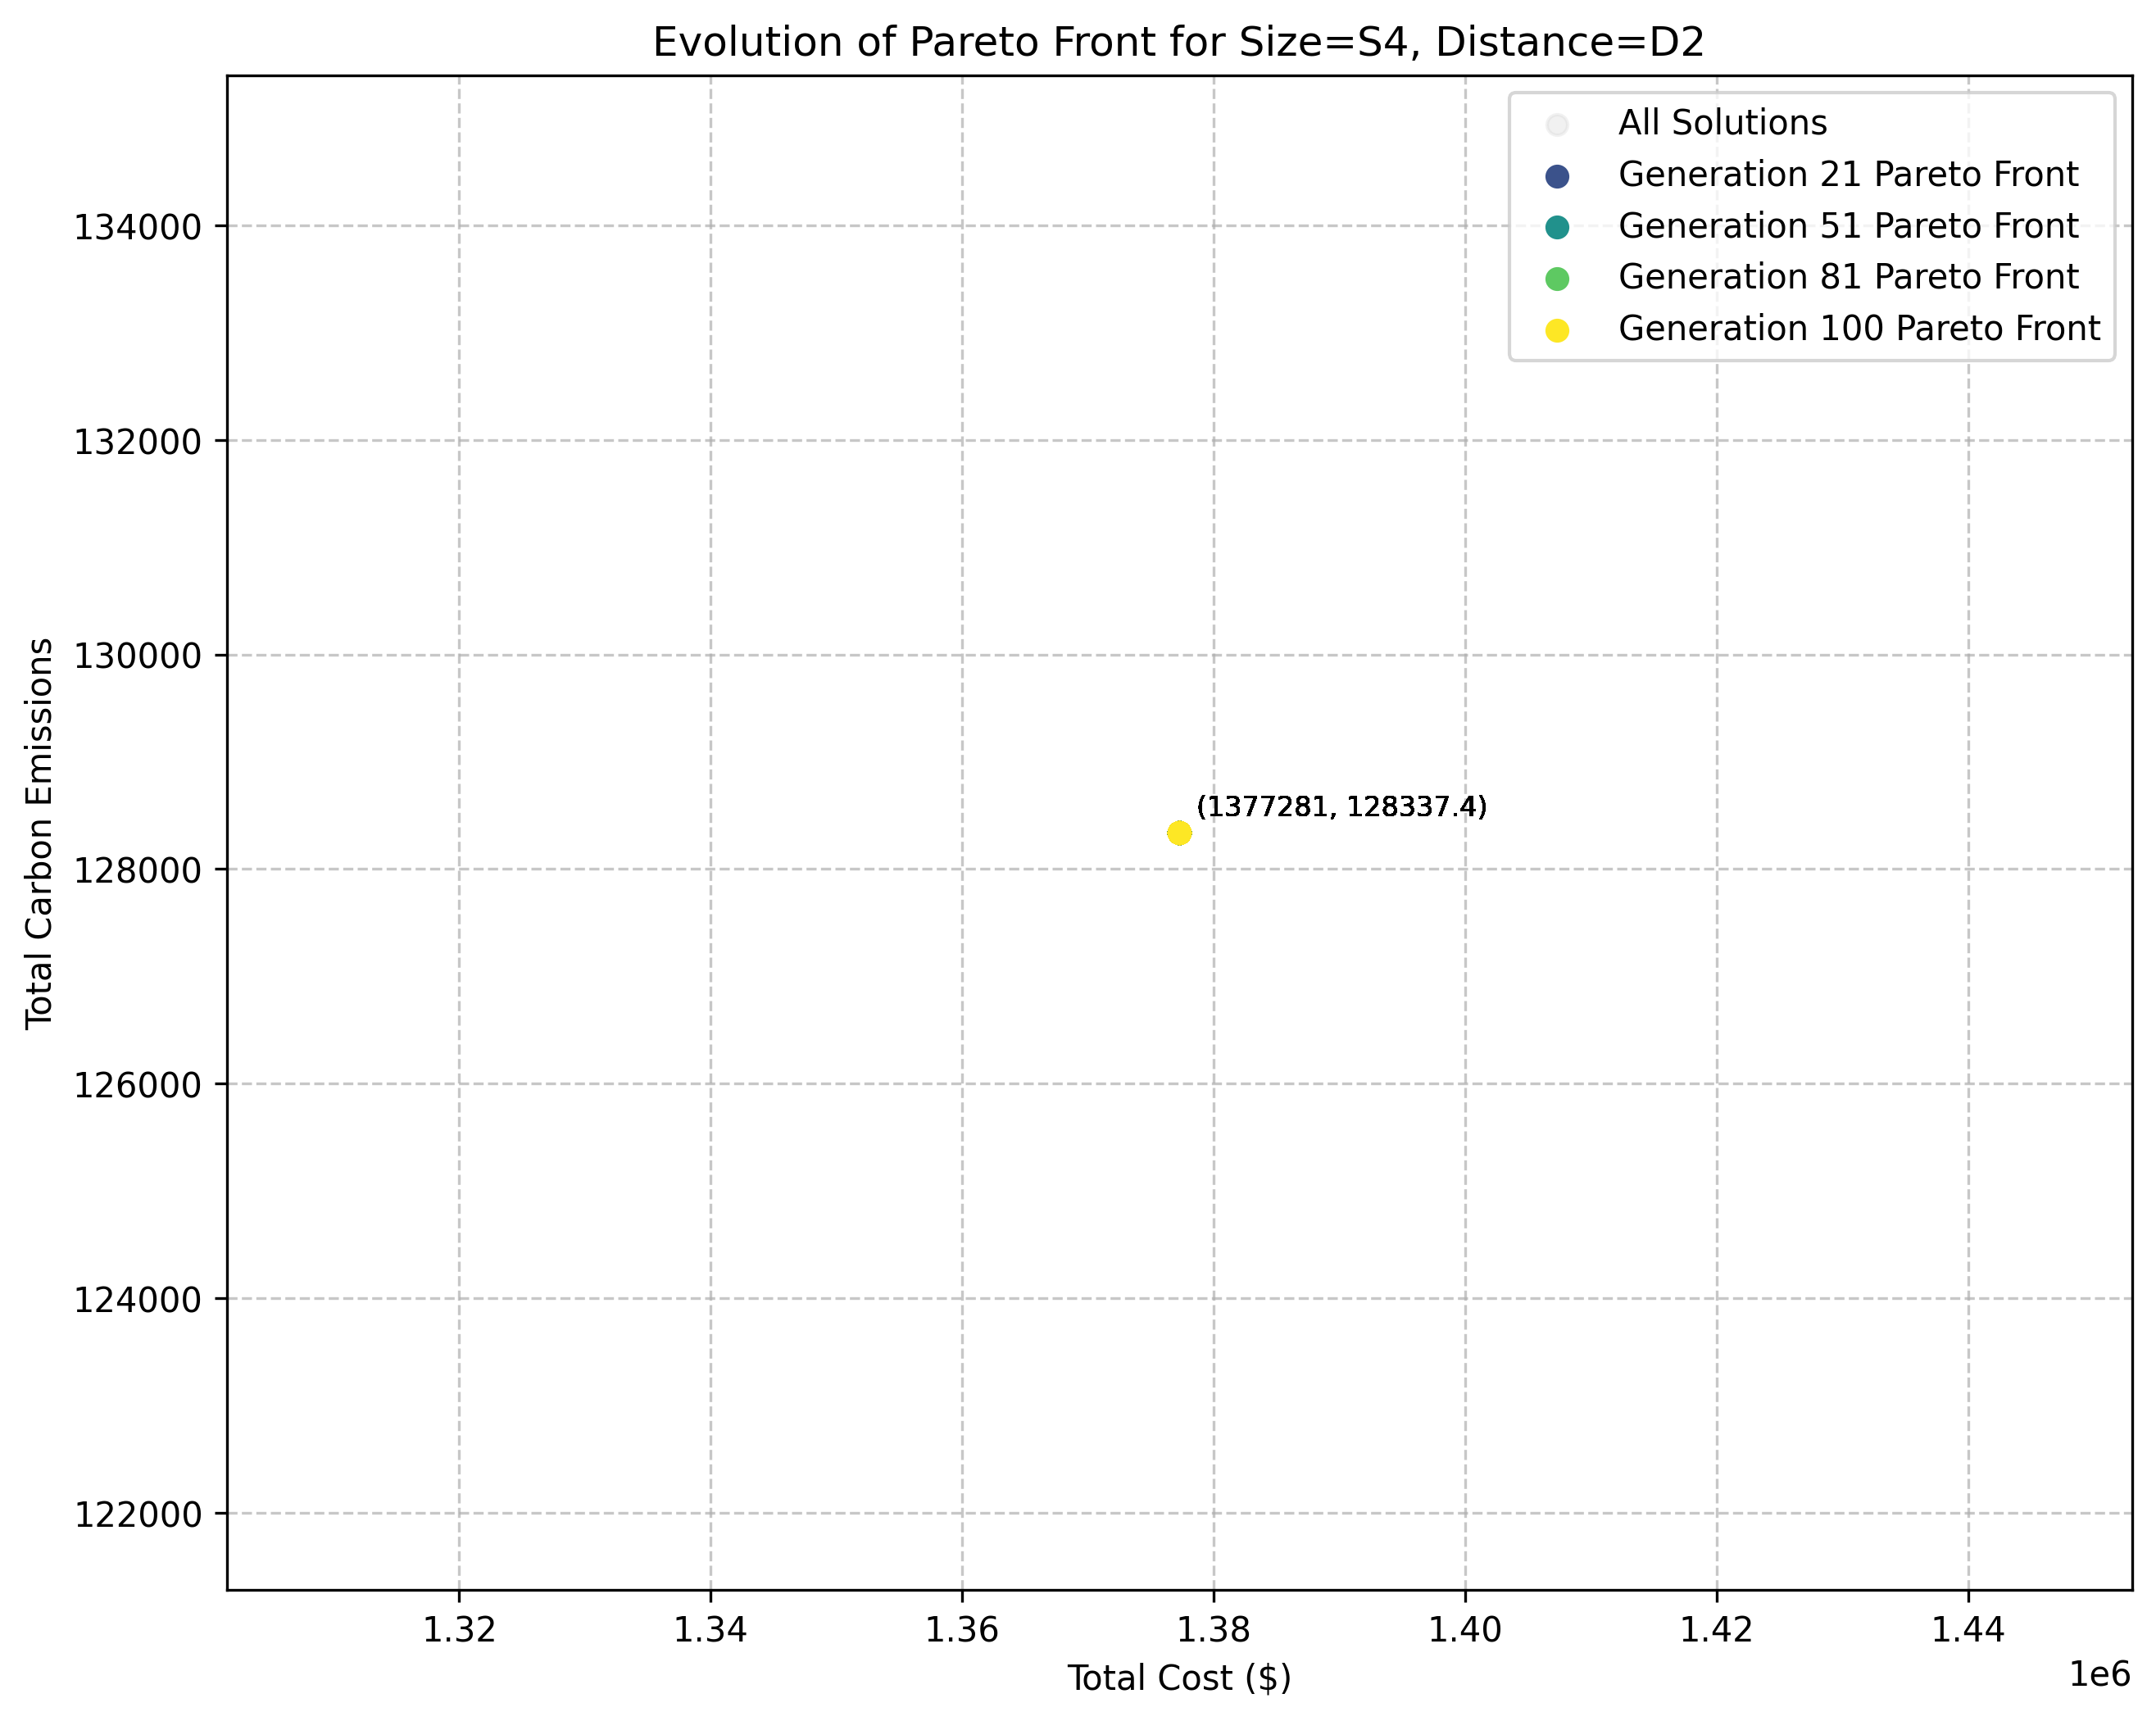 Evolution of Pareto Front for Size=S4, Distance=D2
All Solutions
Generation 21 Pareto Front
Generation 51 Pareto Front
Generation 81 Pareto Front
Generation 100 Pareto Front
134000
132000
130000
128000
126000
124000
122000
Total Carbon Emissions
(1377281, 128337.4)
1.32 1.34 1.36 1.38 1.40 1.42 1.44
1e6
Total Cost ($)